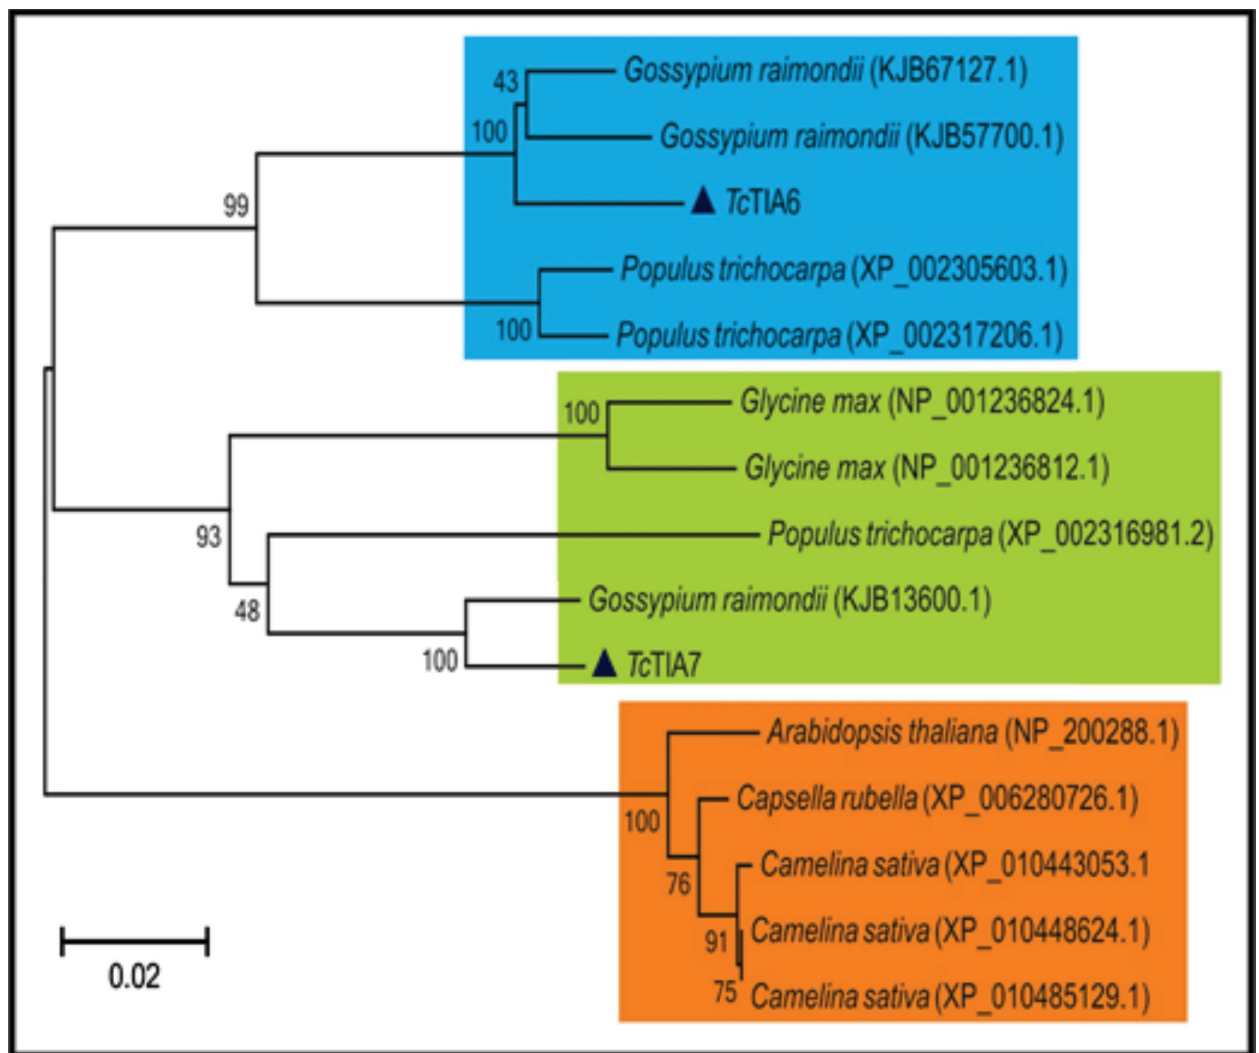 43
Gossypium raimondii (KJB67127.1)
100
Gossypium raimondii (KJB57700.1)
99
▲ TcTIA6
Populus trichocarpa (XP_002305603.1)
100
Populus trichocarpa (XP_002317206.1)
100
Glycine max (NP_001236824.1)
Glycine max (NP_001236812.1)
93
Populus trichocarpa (XP_002316981.2)
48
Gossypium raimondii (KJB13600.1)
100
▲ TcTIA7
Arabidopsis thaliana (NP_200288.1)
100
Capsella rubella (XP_006280726.1)
76
Camelina sativa (XP_010443053.1
91
Camelina sativa (XP_010448624.1)
75
Camelina sativa (XP_010485129.1)
0.02